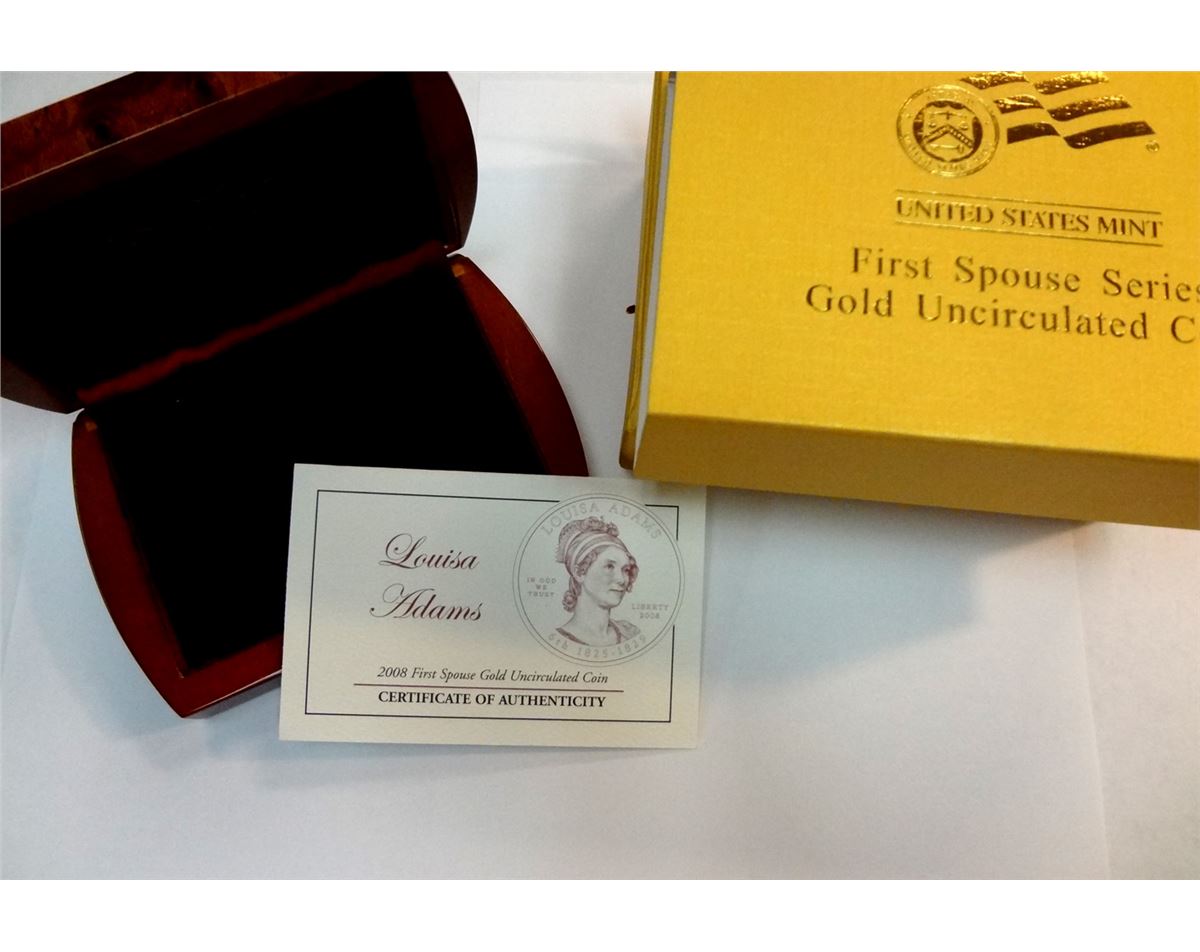 UNITED STATES MINT
First Spouse Series
Gold Uncirculated C
Louisa
Adams
LOUISA ADAMS
IN GOD
WE
TRUST
LIBERTY
2008
6th 1825-1829
2008 First Spouse Gold Uncirculated Coin
CERTIFICATE OF AUTHENTICITY